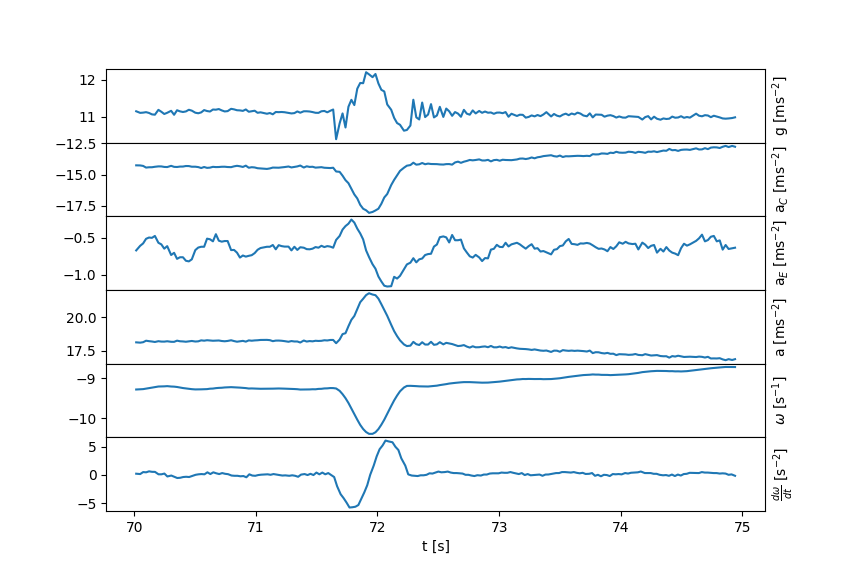 12
11
g [ms⁻²]
−12.5
−15.0
−17.5
a_C [ms⁻²]
−0.5
−1.0
a_E [ms⁻²]
20.0
17.5
a [ms⁻²]
−9
−10
ω [s⁻¹]
5
0
−5
dω/dt [s⁻²]
70 71 72 73 74 75
t [s]